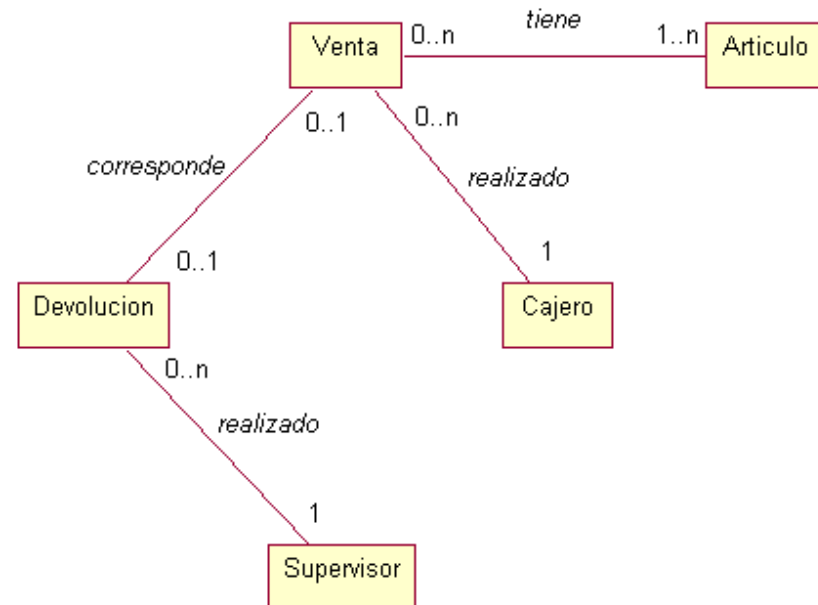 tiene
Venta
0..n
1..n
Articulo
0..1
0..n
corresponde
realizado
0..1
1
Devolucion
Cajero
0..n
realizado
1
Supervisor